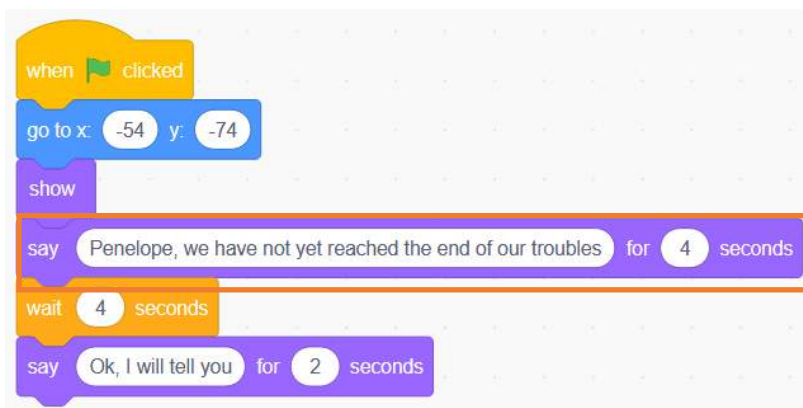 when clicked
go to x: -54 y: -74
show
say Penelope, we have not yet reached the end of our troubles for 4 seconds
wait 4 seconds
say Ok, I will tell you for 2 seconds